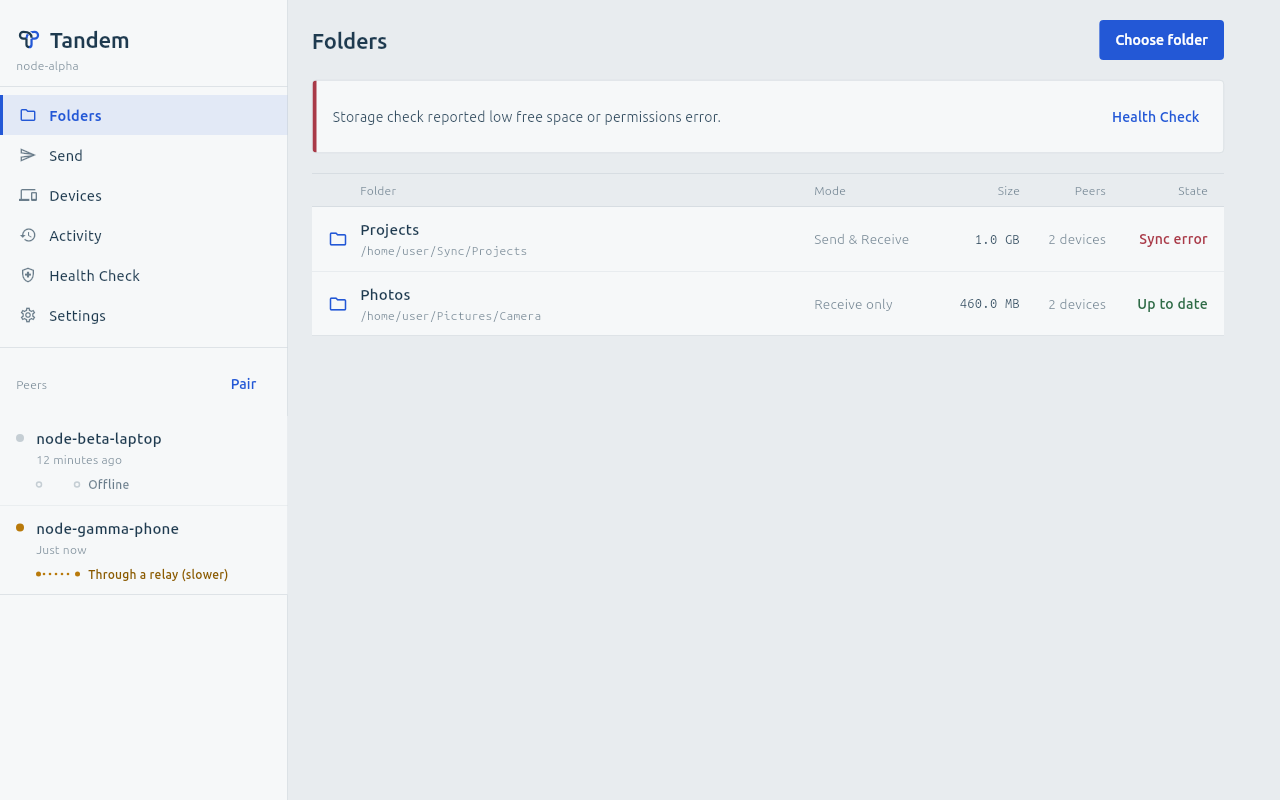 Tandem
node-alpha
Folders
Send
Devices
Activity
Health Check
Settings
Peers
Pair
node-beta-laptop
12 minutes ago
Offline
node-gamma-phone
Just now
Through a relay (slower)
Folders
Choose folder
Storage check reported low free space or permissions error.
Health Check
Folder Mode Size Peers State
Projects
/home/user/Sync/Projects
Send & Receive 1.0 GB 2 devices Sync error
Photos
/home/user/Pictures/Camera
Receive only 460.0 MB 2 devices Up to date